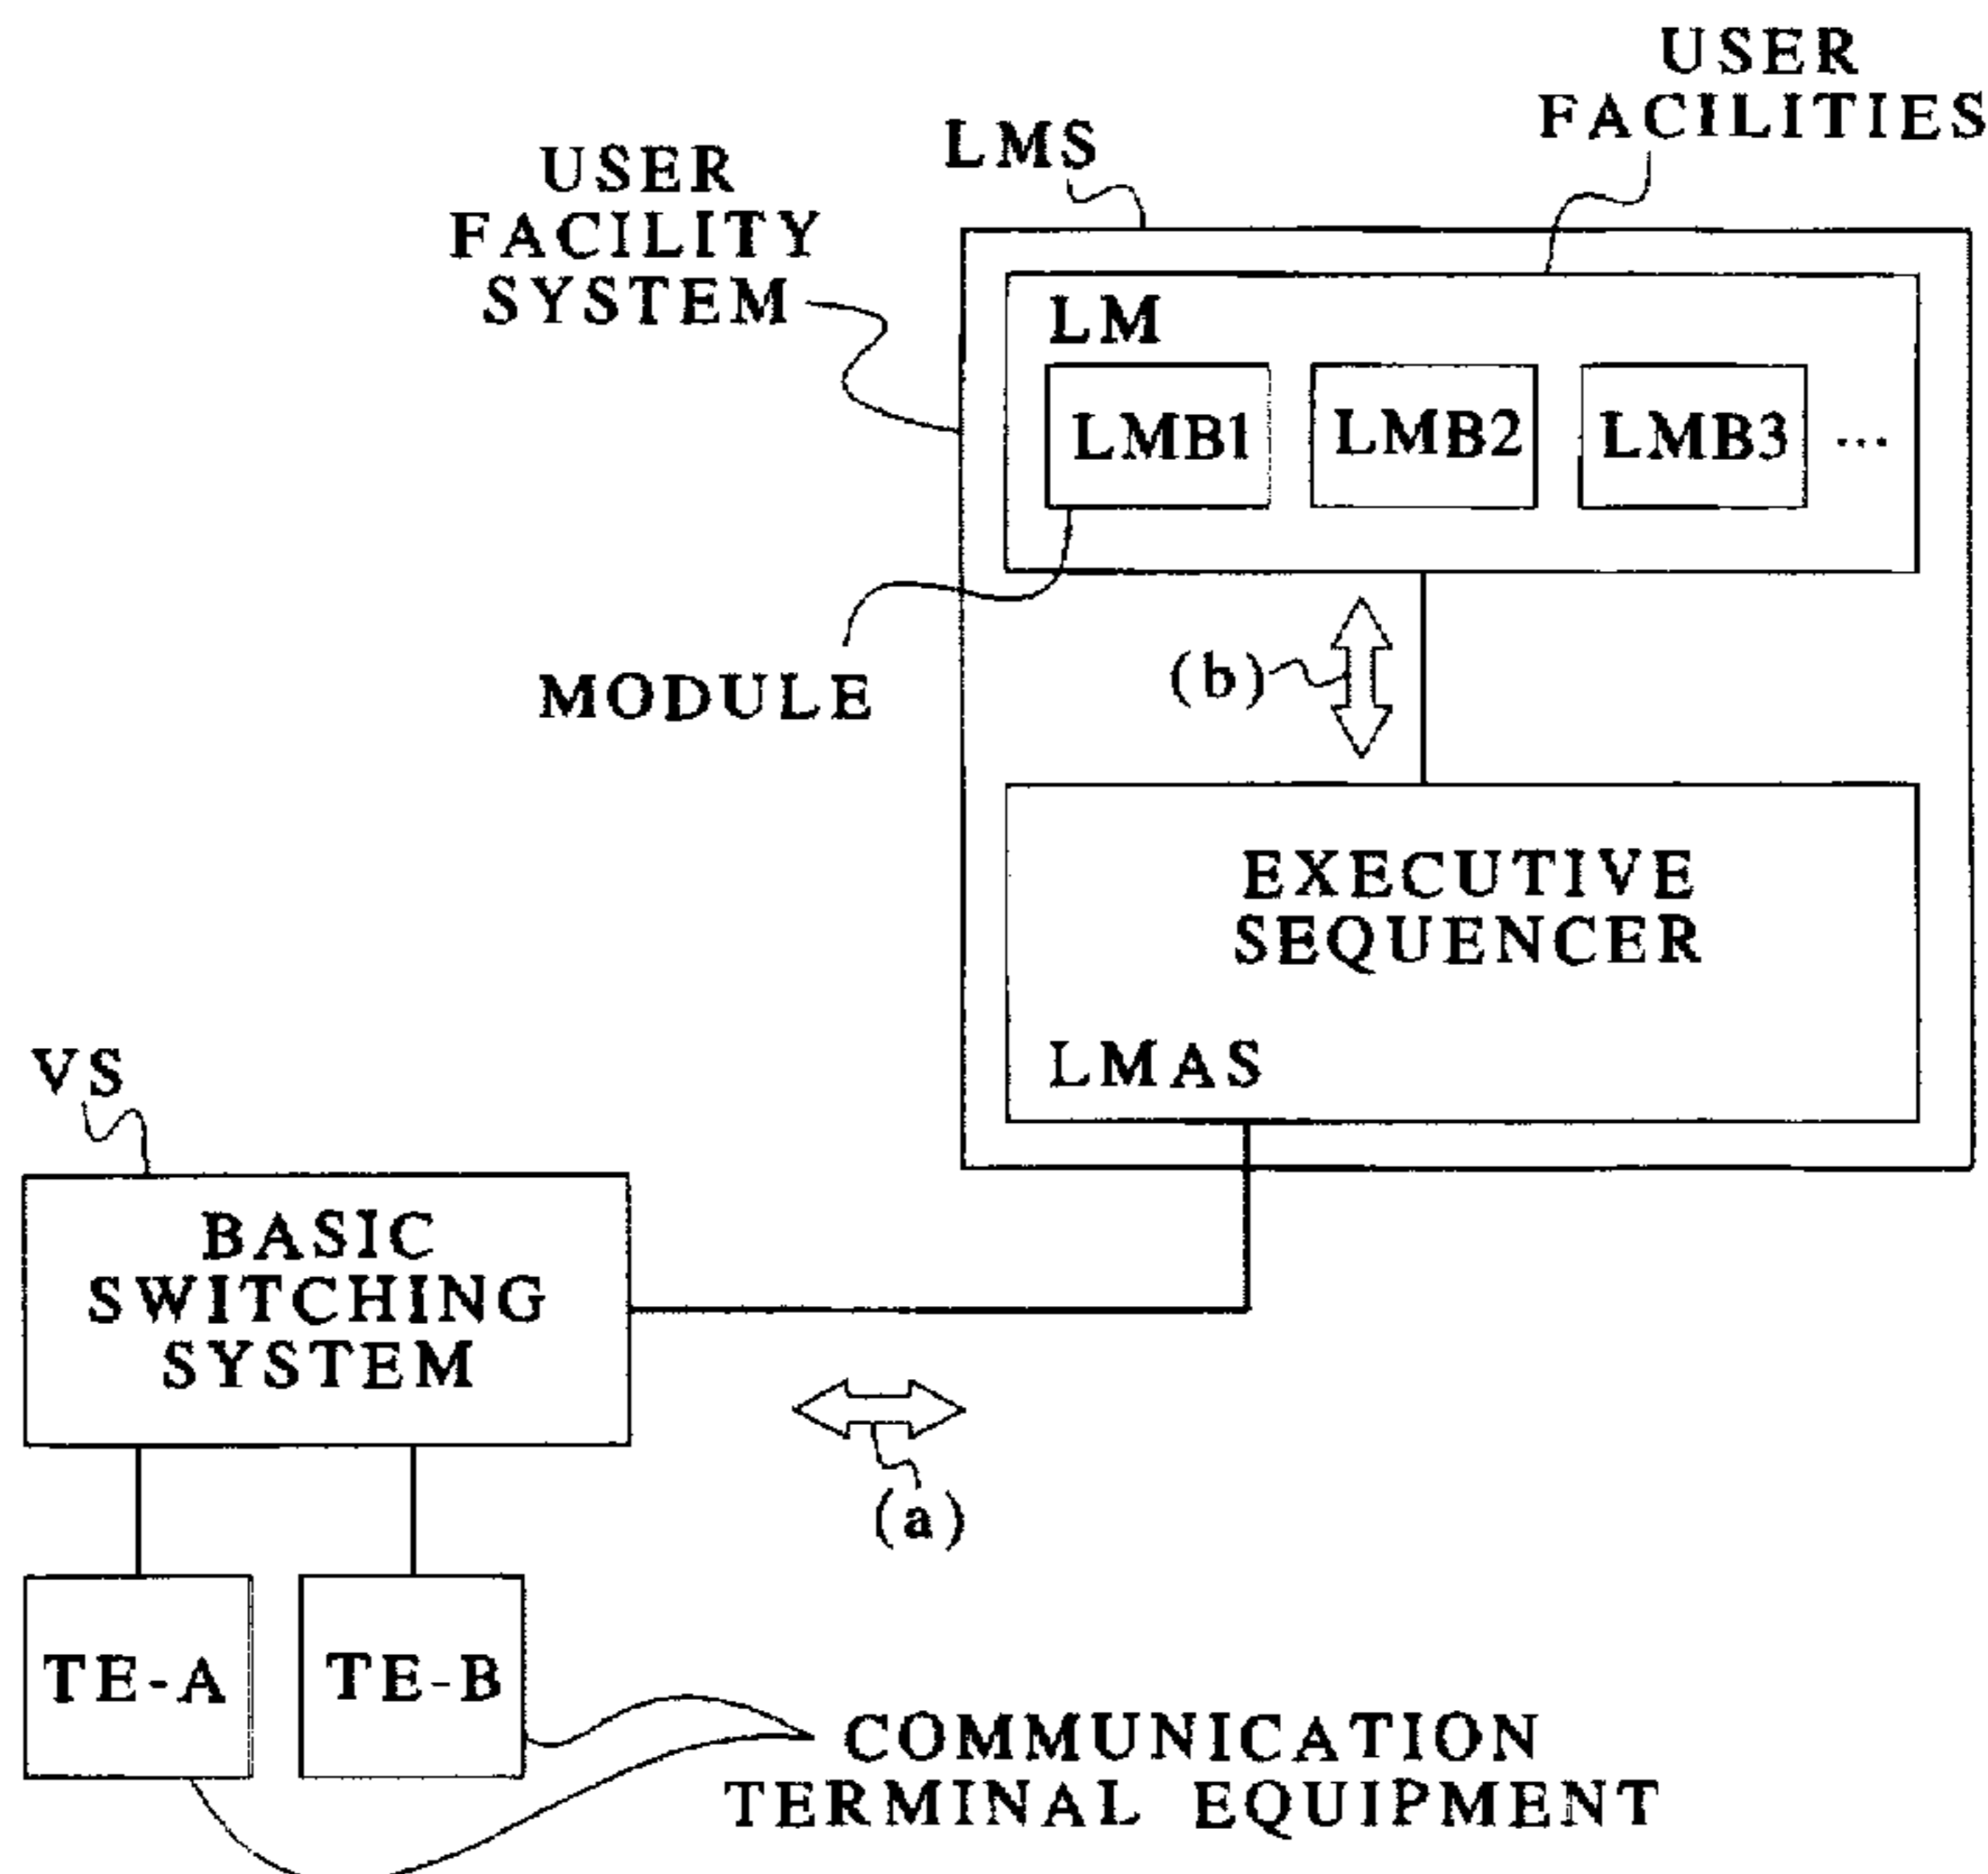 USER
FACILITIES
LMS
USER
FACILITY
SYSTEM
LM
LMB1 LMB2 LMB3 ...
MODULE
(b)
EXECUTIVE
SEQUENCER
LMAS
VS
BASIC
SWITCHING
SYSTEM
(a)
TE-A TE-B
COMMUNICATION
TERMINAL EQUIPMENT